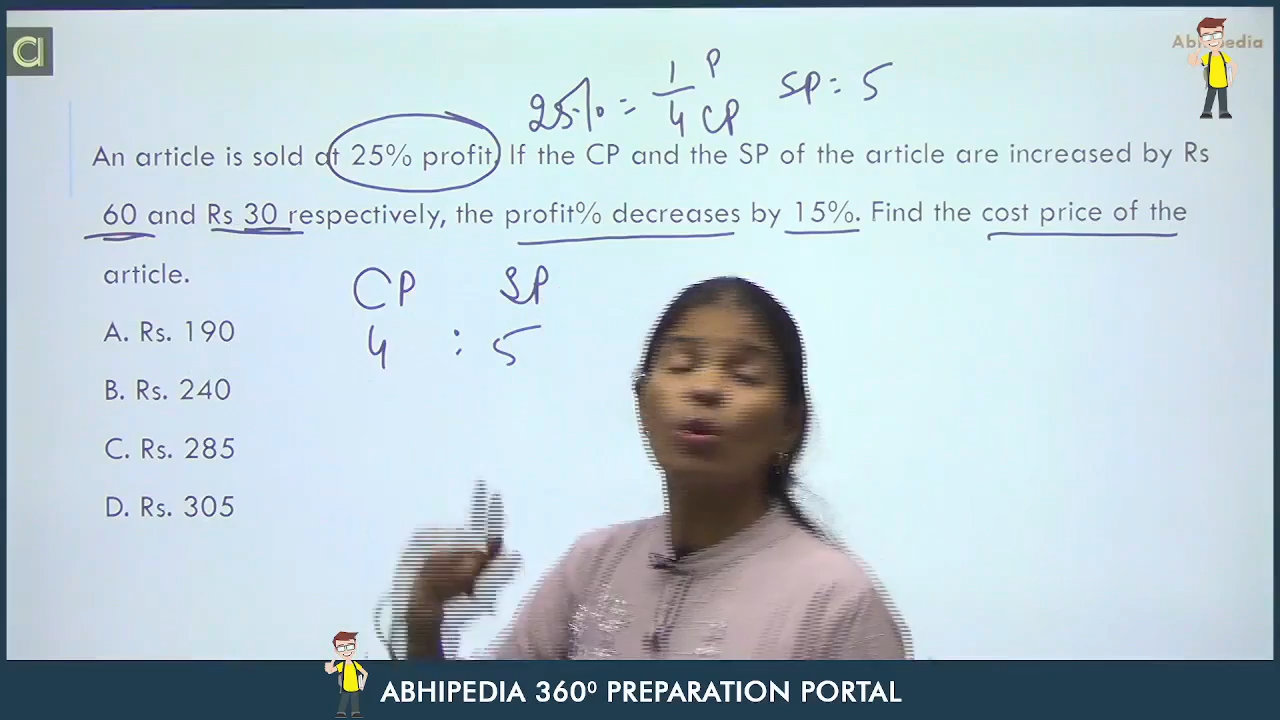 Abhipedia
25% = 1/4 P CP SP = 5
An article is sold at 25% profit. If the CP and the SP of the article are increased by Rs
60 and Rs 30 respectively, the profit% decreases by 15%. Find the cost price of the
article.
CP SP
4 : 5
A. Rs. 190
B. Rs. 240
C. Rs. 285
D. Rs. 305
ABHIPEDIA 360⁰ PREPARATION PORTAL